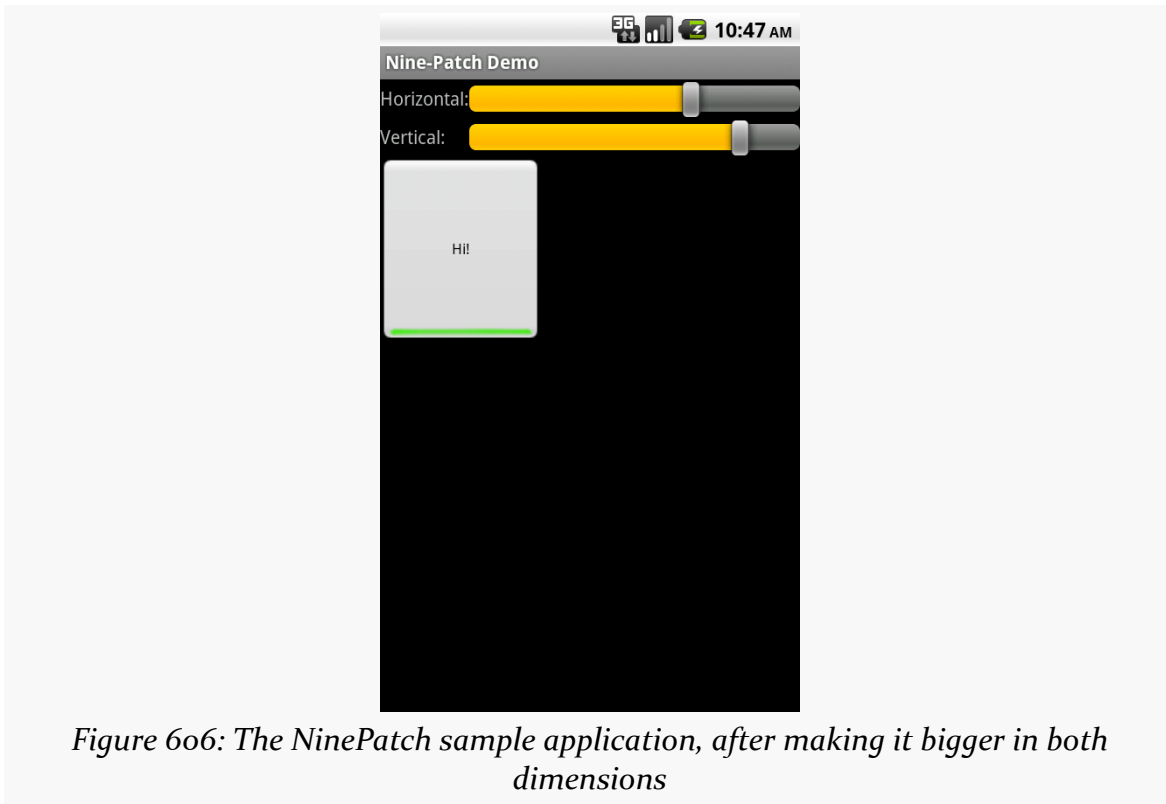 3G 10:47 AM
Nine-Patch Demo
Horizontal:
Vertical:
Hi!
Figure 606: The NinePatch sample application, after making it bigger in both
dimensions